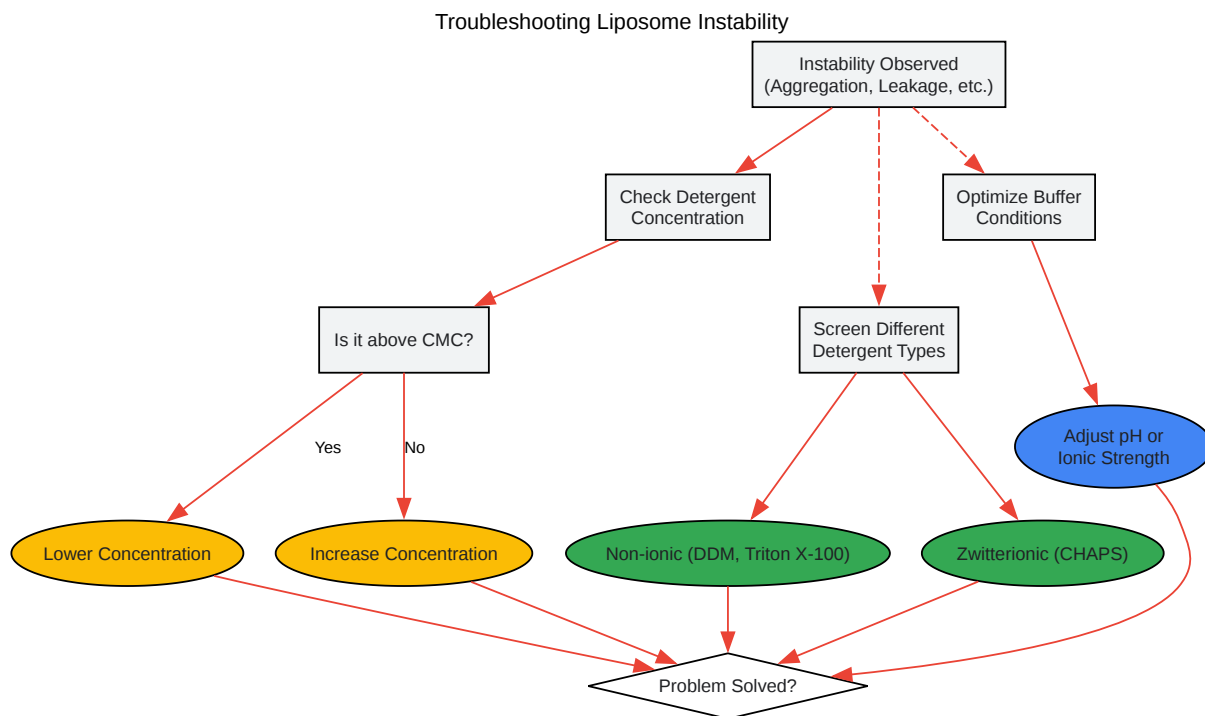 Troubleshooting Liposome Instability
Instability Observed
(Aggregation, Leakage, etc.)
Check Detergent
Concentration
Optimize Buffer
Conditions
Is it above CMC?
Screen Different
Detergent Types
Yes
No
Adjust pH or
Ionic Strength
Lower Concentration
Increase Concentration
Non-ionic (DDM, Triton X-100)
Zwitterionic (CHAPS)
Problem Solved?